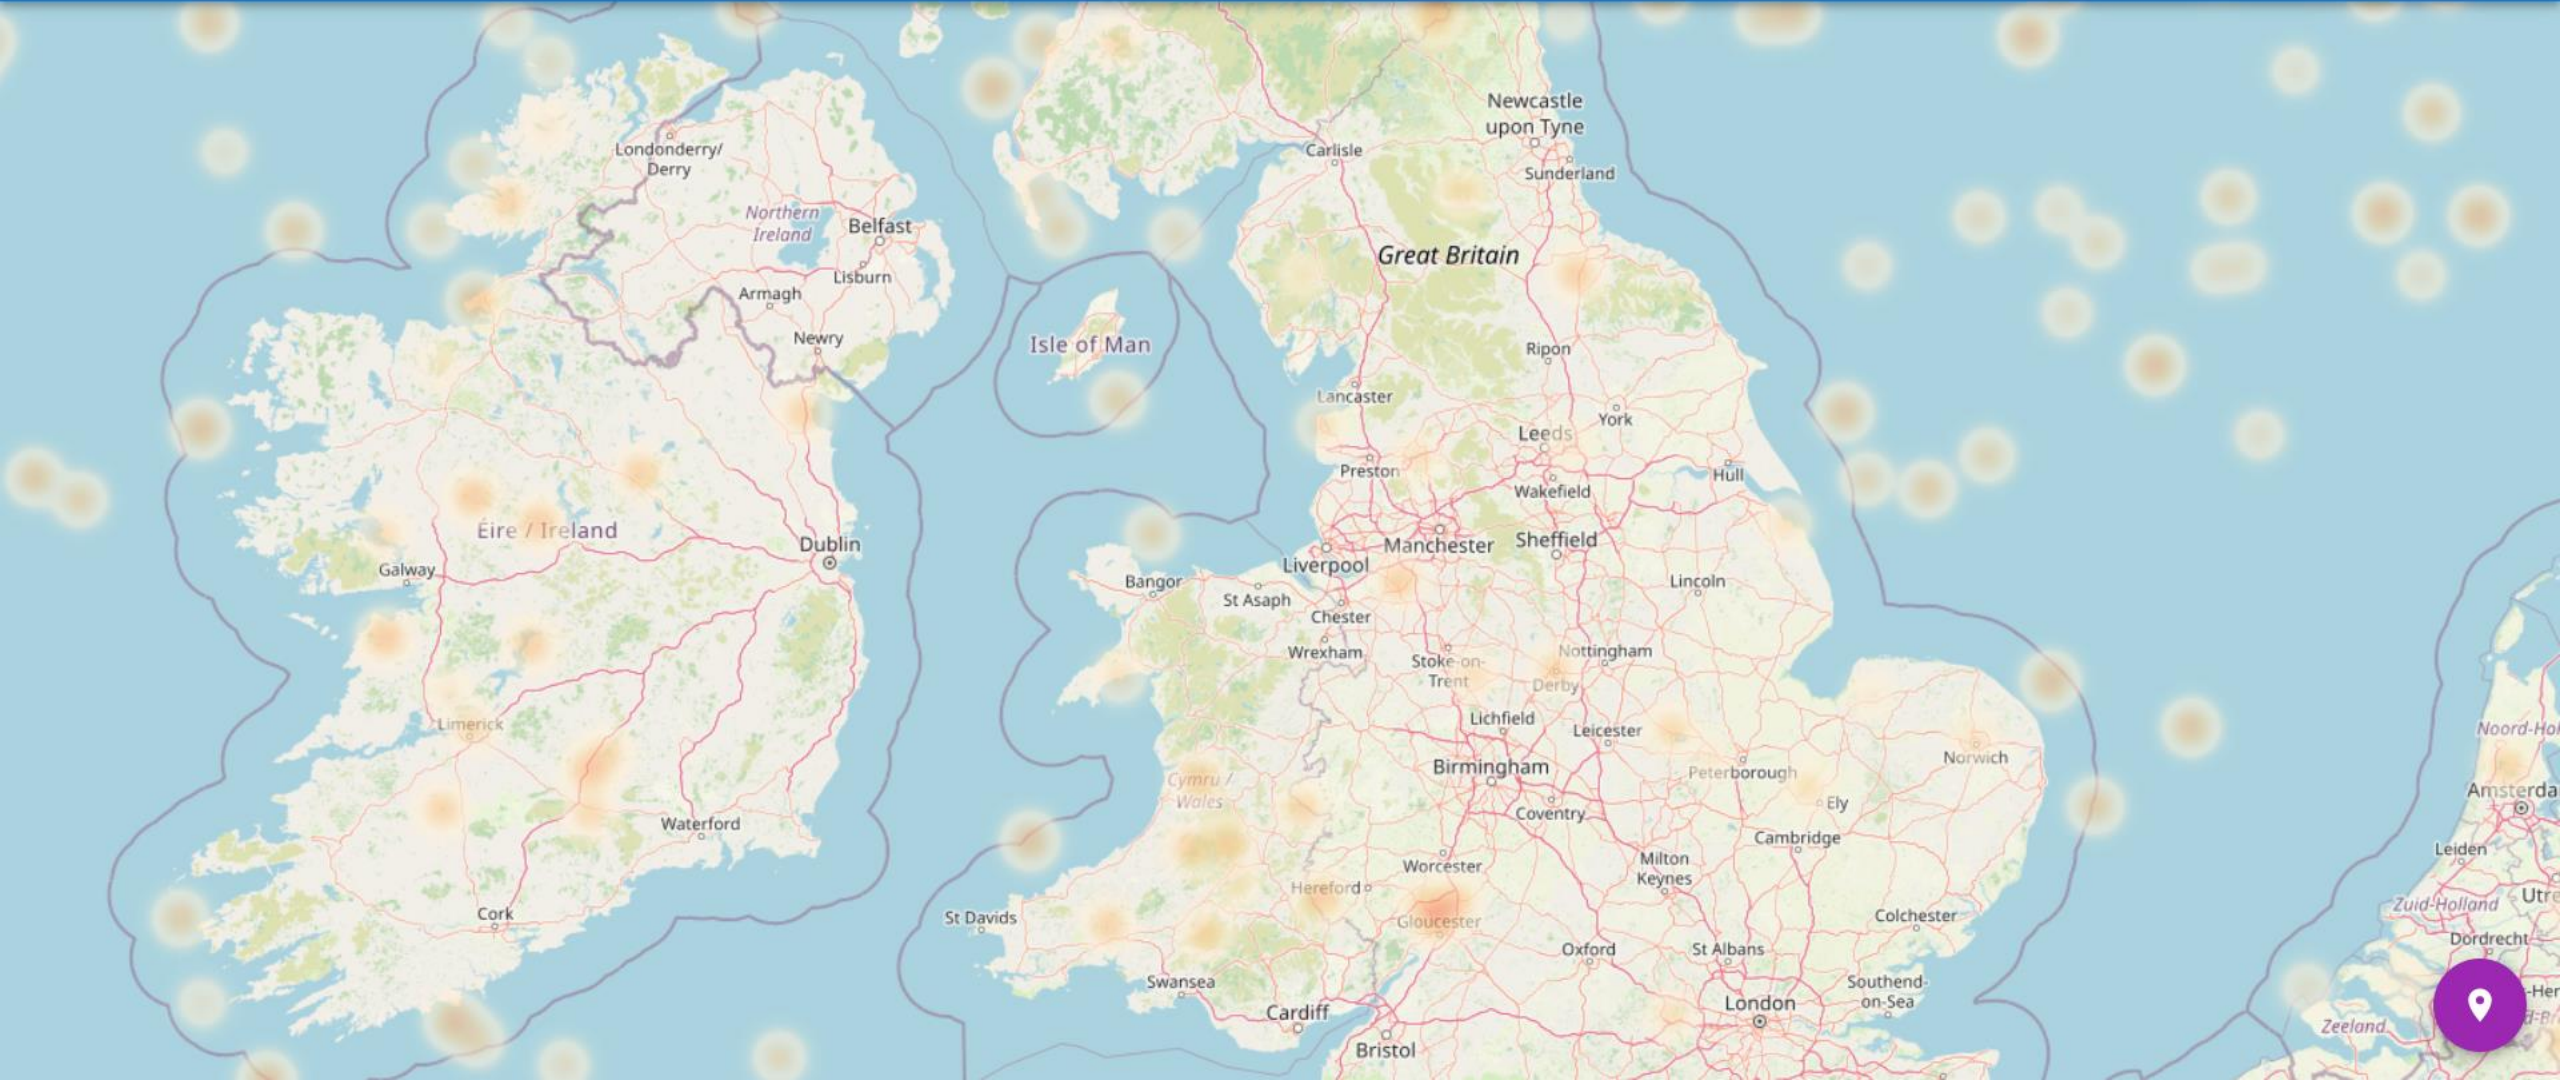 Newcastle
upon Tyne
Carlisle
Sunderland
Londonderry/
Derry
Northern
Ireland
Belfast
Great Britain
Lisburn
Armagh
Newry
Isle of Man
Ripon
Lancaster
York
Leeds
Preston
Hull
Wakefield
Éire / Ireland
Dublin
Manchester
Sheffield
Liverpool
Galway
Bangor
St Asaph
Lincoln
Chester
Wrexham
Nottingham
Stoke-on-
Trent
Derby
Limerick
Lichfield
Leicester
Norwich
Noord-Hol
Birmingham
Peterborough
Cymru /
Wales
Amsterda
Ely
Coventry
Waterford
Cambridge
Leiden
Worcester
Milton
Keynes
Hereford
Utre
Zuid-Holland
Cork
St Davids
Gloucester
Colchester
Dordrecht
Oxford
St Albans
Swansea
Southend-
on-Sea
London
Cardiff
Zeeland
Bristol